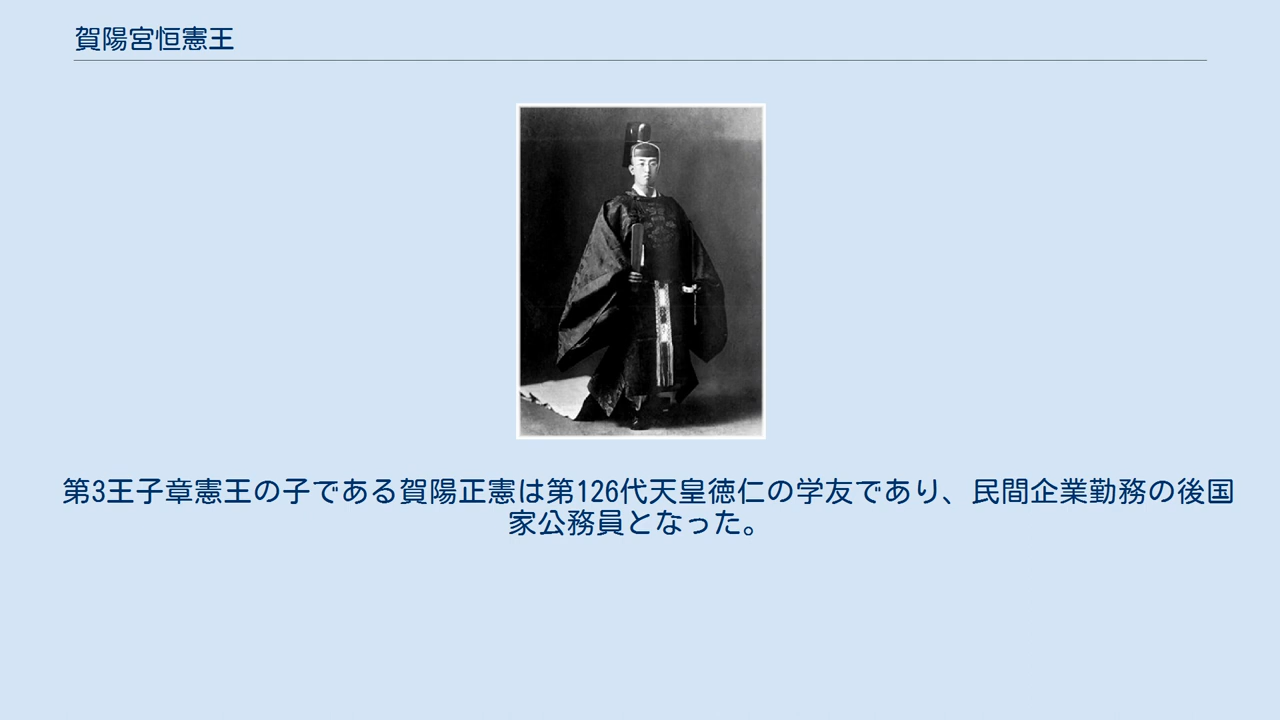 賀陽宮恒憲王
第3王子章憲王の子である賀陽正憲は第126代天皇徳仁の学友であり、民間企業勤務の後国
家公務員となった。